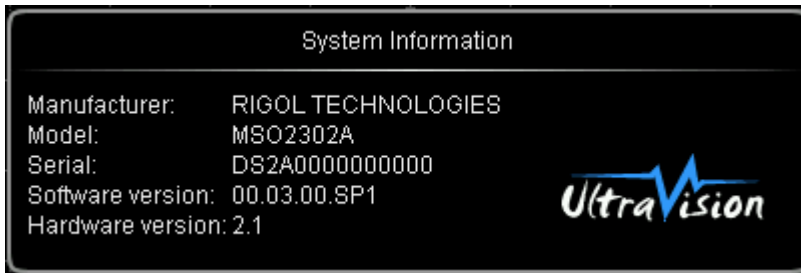 System Information
Manufacturer: RIGOL TECHNOLOGIES
Model: MSO2302A
Serial: DS2A0000000000
Software version: 00.03.00.SP1
Hardware version: 2.1
UltraVision